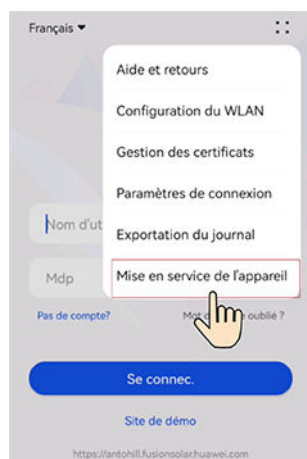 Français
Aide et retours
Configuration du WLAN
Gestion des certificats
Paramètres de connexion
Nom d'ut
Exportation du journal
Mdp
Mise en service de l'appareil
Pas de compte?
Mot oublié ?
Se connec.
Site de démo
https://antohill.fusionsolar.huawei.com